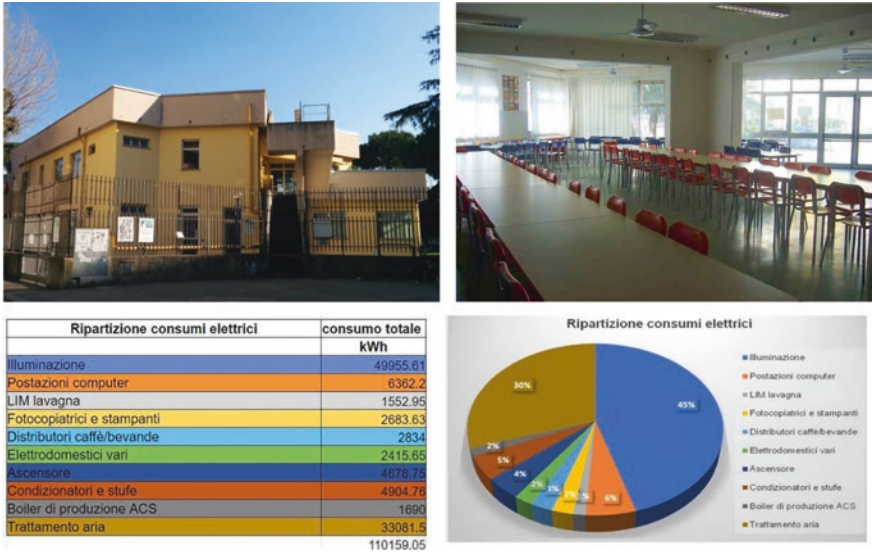 Ripartizione consumi elettrici consumo totale
kWh
Illuminazione 49955.61
Postazioni computer 6362.2
LIM lavagna 1552.95
Fotocopiatrici e stampanti 2683.63
Distributori caffè/bevande 2834
Elettrodomestici vari 2415.65
Ascensore 4678.75
Condizionatori e stufe 4904.76
Boiler di produzione ACS 1690
Trattamento aria 33081.5
110159.05
Ripartizione consumi elettrici
30%
45%
2%
5%
4%
2%
3%
2%
1%
6%
Illuminazione
Postazioni computer
LIM lavagna
Fotocopiatrici e stampanti
Distributori caffè/bevande
Elettrodomestici vari
Ascensore
Condizionatori e stufe
Boiler di produzione ACS
Trattamento aria